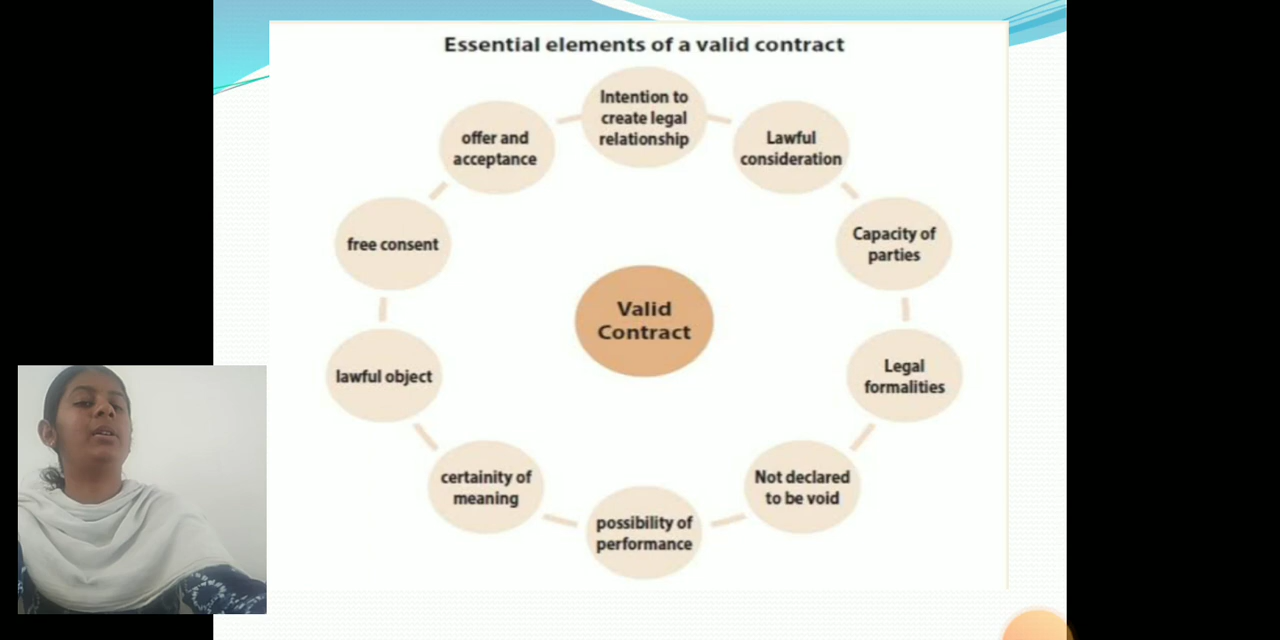 Essential elements of a valid contract
Intention to
create legal
relationship
Lawful
consideration
Capacity of
parties
Legal
formalities
Not declared
to be void
possibility of
performance
certainity of
meaning
lawful object
free consent
offer and
acceptance
Valid
Contract